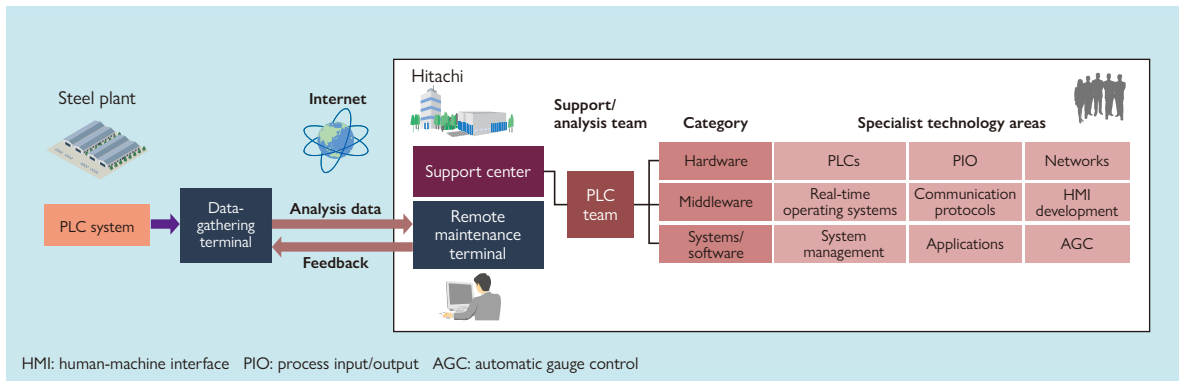 Hitachi
Steel plant
Internet
Support/
analysis team
Category
Specialist technology areas
Support center
PLC
team
Hardware
PLCs
PIO
Networks
Middleware
Real-time
operating systems
Communication
protocols
HMI
development
Systems/
software
System
management
Applications
AGC
PLC system
Data-
gathering
terminal
Analysis data
Feedback
Remote
maintenance
terminal
HMI: human-machine interface PIO: process input/output AGC: automatic gauge control